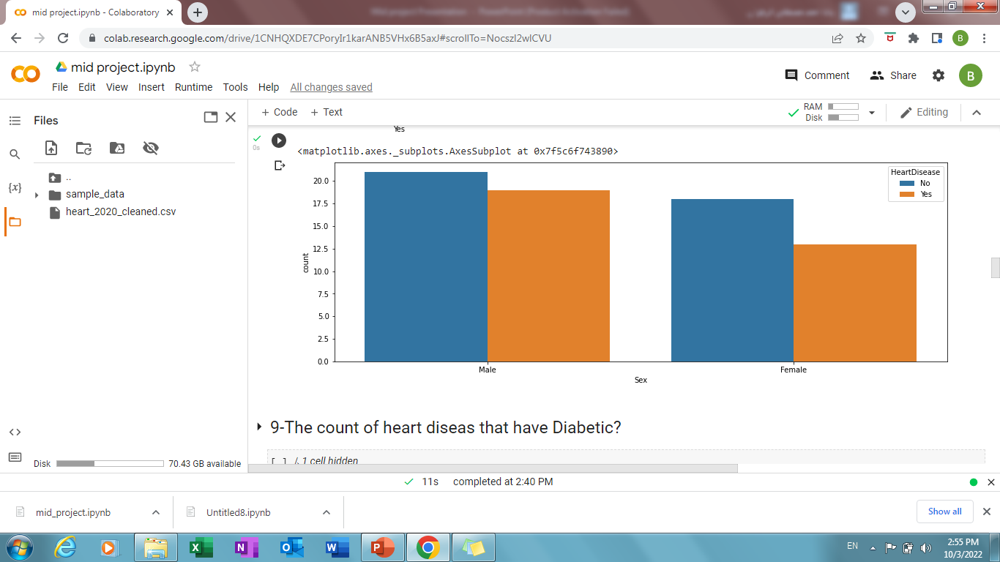 mid project.ipynb - Colaboratory
colab.research.google.com/drive/1CNHQXDE7CPoryIr1karANB5VHx6B5axJ#scrollTo=Nocszl2wlCVU
B
mid project.ipynb
File Edit View Insert Runtime Tools Help All changes saved
Comment Share B
Files
+ Code + Text
RAM
Disk
Editing
{x}
..
sample_data
heart_2020_cleaned.csv
<>
Disk 70.43 GB available
0s
Yes
<matplotlib.axes._subplots.AxesSubplot at 0x7f5c6f743890>
HeartDisease
No
Yes
20.0
17.5
15.0
12.5
10.0
7.5
5.0
2.5
0.0
count
Male Female
Sex
9-The count of heart diseas that have Diabetic?
[ ] 1 cell hidden
11s completed at 2:40 PM
mid_project.ipynb
Untitled8.ipynb
Show all
EN
2:55 PM
10/3/2022